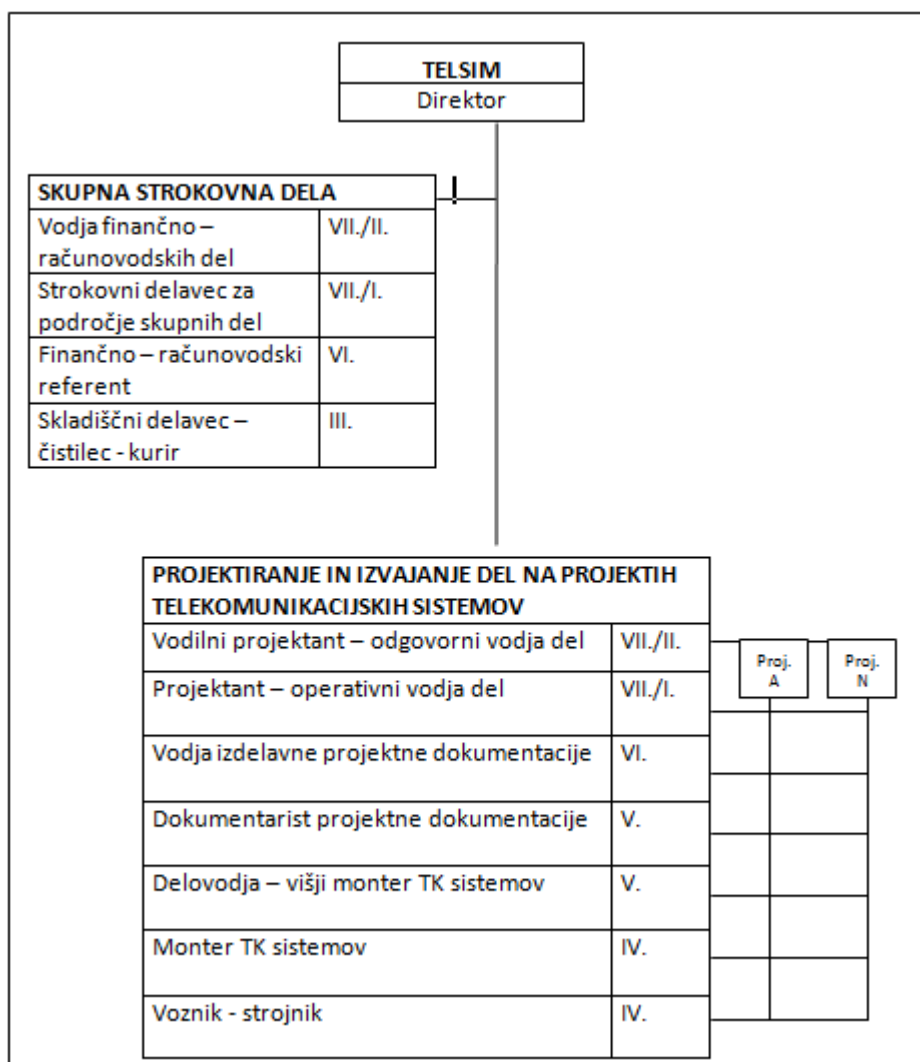 TELSIM
Direktor
SKUPNA STROKOVNA DELA
Vodja finančno – VII./II.
računovodskih del
Strokovni delavec za VII./I.
področje skupnih del
Finančno – računovodski VI.
referent
Skladiščni delavec – III.
čistilec - kurir
PROJEKTIRANJE IN IZVAJANJE DEL NA PROJEKTIH
TELEKOMUNIKACIJSKIH SISTEMOV
Vodilni projektant – odgovorni vodja del VII./II.
Proj. Proj.
A N
Projektant – operativni vodja del VII./I.
Vodja izdelavne projektne dokumentacije VI.
Dokumentarist projektne dokumentacije V.
Delovodja – višji monter TK sistemov V.
Monter TK sistemov IV.
Voznik - strojnik IV.